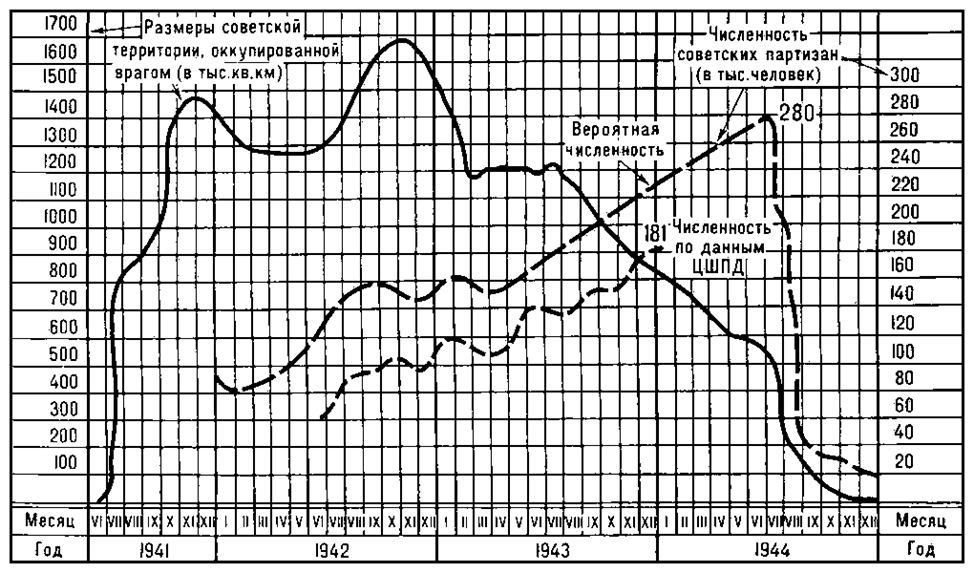 1700
1600
1500
1400
1300
1200
1100
1000
900
800
700
600
500
400
300
200
100
Размеры советской
территории, оккупированной
врагом (в тыс.кв.км)
Численность
советских партизан
(в тыс.человек)
Вероятная
численность
280
181 Численность
по данным
ЦШПД
300
280
260
240
220
200
180
160
140
120
100
80
60
40
20
Месяц VI VII VIII IX X XI XII I II III IV V VI VII VIII IX X XI XII I II III IV V VI VII VIII IX X XI XII I II III IV V VI VII VIII IX X XI XII Месяц
Год 1941 1942 1943 1944 Год